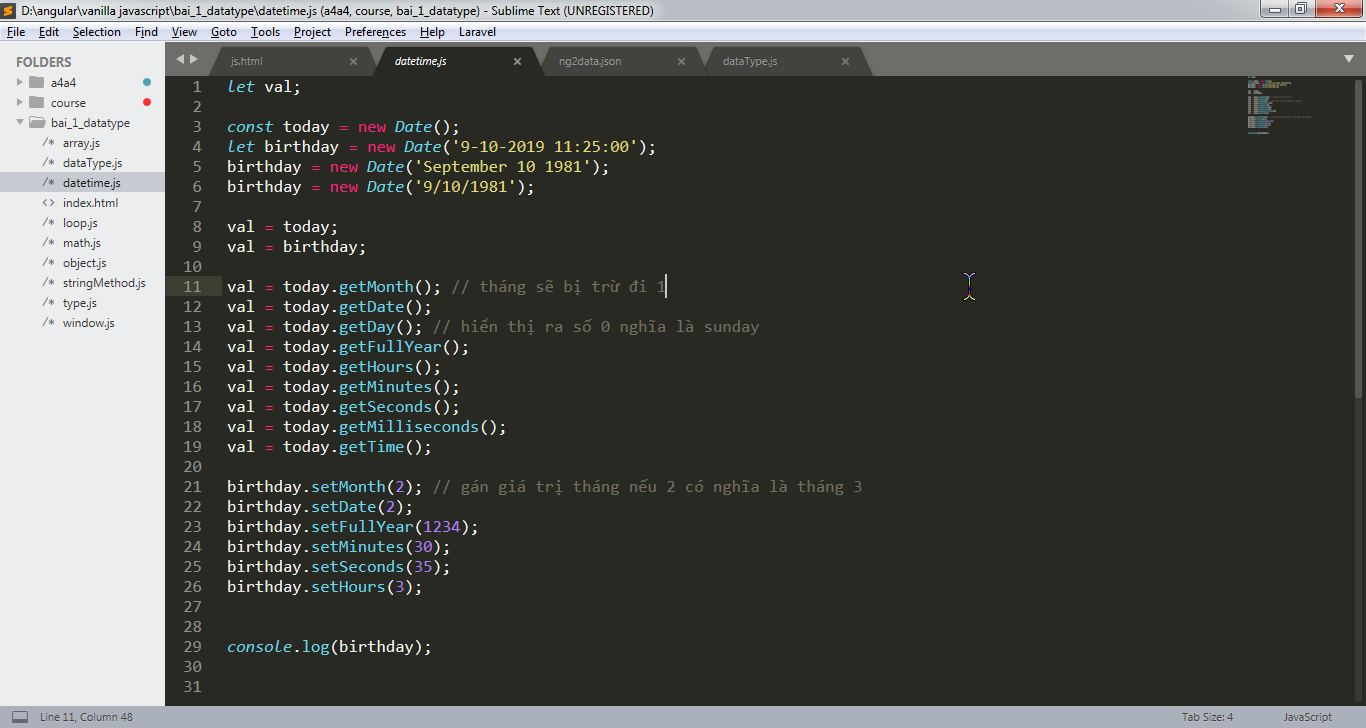 D:\angular\vanilla javascript\bai_1_datatype\datetime.js (a4a4, course, bai_1_datatype) - Sublime Text (UNREGISTERED)
File Edit Selection Find View Goto Tools Project Preferences Help Laravel
FOLDERS
a4a4
course
bai_1_datatype
array.js
dataType.js
datetime.js
index.html
loop.js
math.js
object.js
stringMethod.js
type.js
window.js
js.html datetime.js ng2data.json dataType.js
1 let val;
2
3 const today = new Date();
4 let birthday = new Date('9-10-2019 11:25:00');
5 birthday = new Date('September 10 1981');
6 birthday = new Date('9/10/1981');
7
8 val = today;
9 val = birthday;
10
11 val = today.getMonth(); // tháng sẽ bị trừ đi 1
12 val = today.getDate();
13 val = today.getDay(); // hiển thị ra số 0 nghĩa là sunday
14 val = today.getFullYear();
15 val = today.getHours();
16 val = today.getMinutes();
17 val = today.getSeconds();
18 val = today.getMilliseconds();
19 val = today.getTime();
20
21 birthday.setMonth(2); // gán giá trị tháng nếu 2 có nghĩa là tháng 3
22 birthday.setDate(2);
23 birthday.setFullYear(1234);
24 birthday.setMinutes(30);
25 birthday.setSeconds(35);
26 birthday.setHours(3);
27
28
29 console.log(birthday);
30
31
Line 11, Column 48 Tab Size: 4 JavaScript